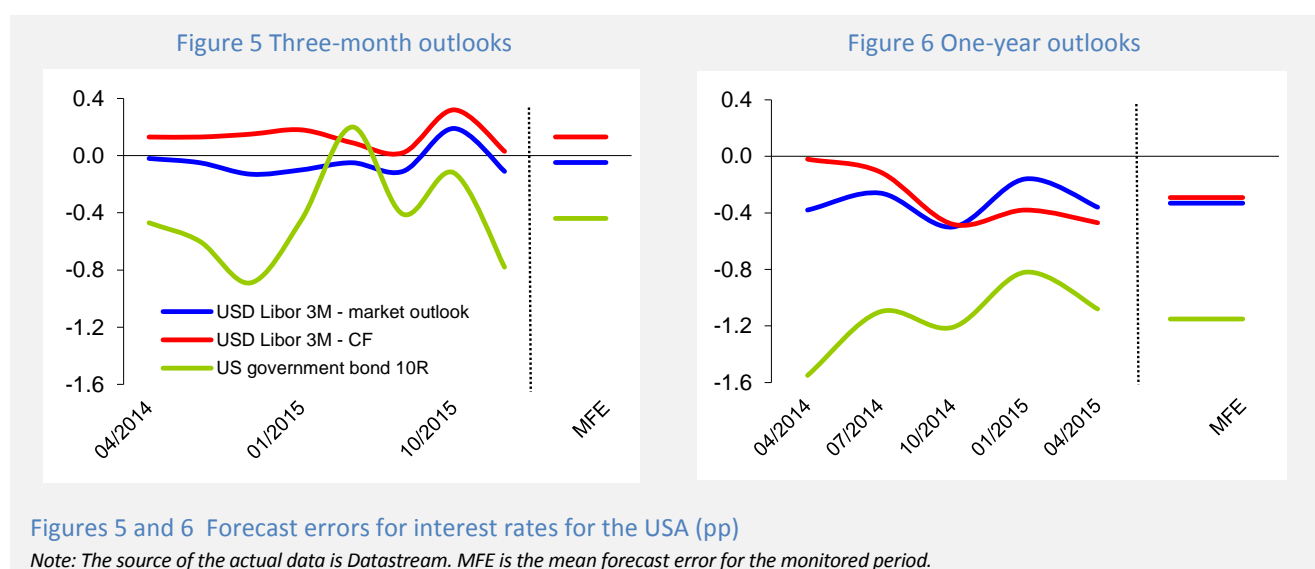 Figure 5 Three-month outlooks
0.4
0.0
-0.4
-0.8
-1.2
-1.6
USD Libor 3M - market outlook
USD Libor 3M - CF
US government bond 10R
04/2014
01/2015
10/2015
MFE
Figure 6 One-year outlooks
0.4
0.0
-0.4
-0.8
-1.2
-1.6
04/2014
07/2014
10/2014
01/2015
04/2015
MFE
Figures 5 and 6 Forecast errors for interest rates for the USA (pp)
Note: The source of the actual data is Datastream. MFE is the mean forecast error for the monitored period.